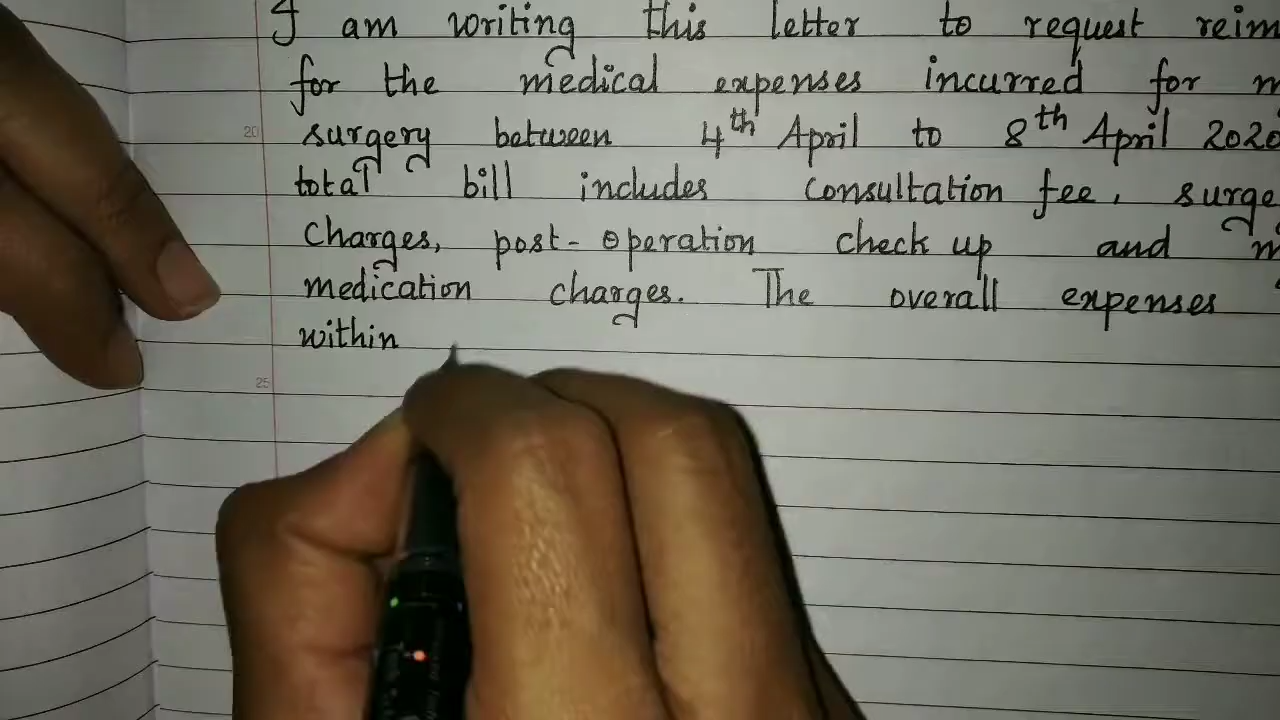 I am writing this letter to request reim
for the medical expenses incurred for m
20 surgery between 4th April to 8th April 2020
total bill includes consultation fee, surge
Charges, post-operation check up and m
medication charges. The overall expenses
within
25